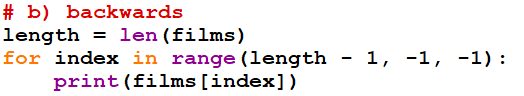 # b) backwards
length = len(films)
for index in range(length - 1, -1, -1):
    print(films[index])